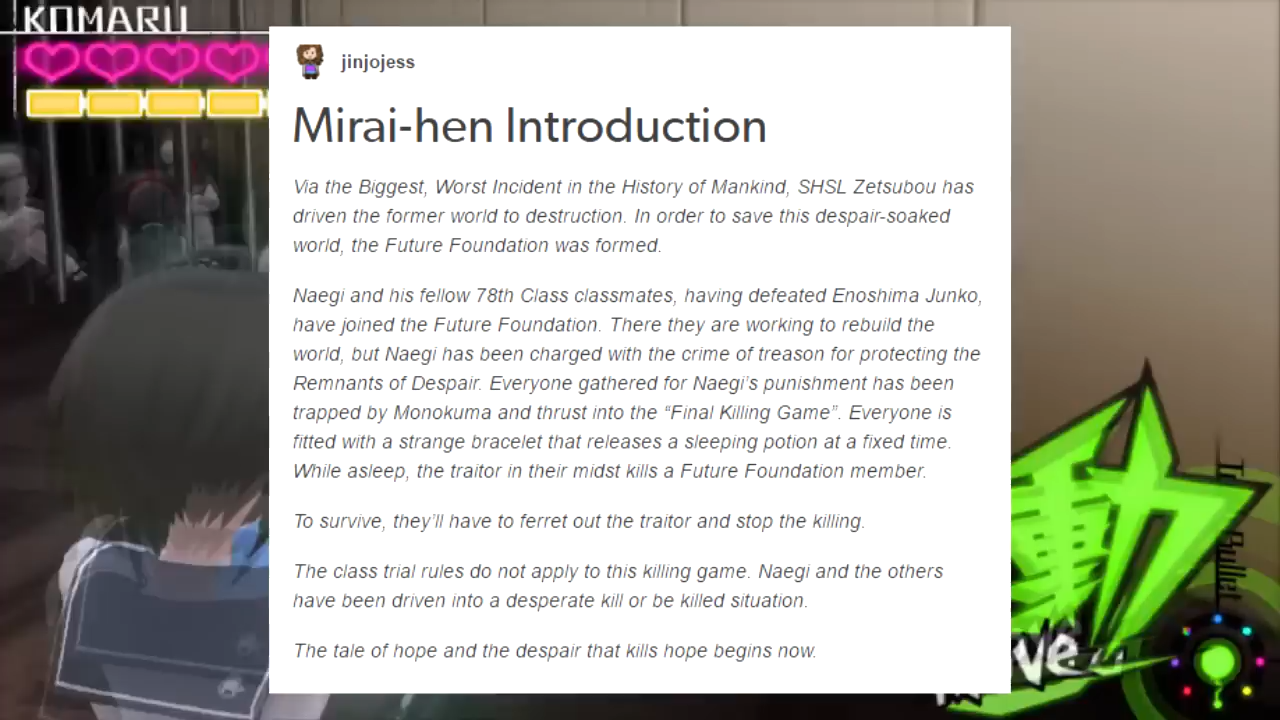 KOMARU
jinjojess
Mirai-hen Introduction
Via the Biggest, Worst Incident in the History of Mankind, SHSL Zetsubou has
driven the former world to destruction. In order to save this despair-soaked
world, the Future Foundation was formed.
Naegi and his fellow 78th Class classmates, having defeated Enoshima Junko,
have joined the Future Foundation. There they are working to rebuild the
world, but Naegi has been charged with the crime of treason for protecting the
Remnants of Despair. Everyone gathered for Naegi's punishment has been
trapped by Monokuma and thrust into the “Final Killing Game”. Everyone is
fitted with a strange bracelet that releases a sleeping potion at a fixed time.
While asleep, the traitor in their midst kills a Future Foundation member.
To survive, they’ll have to ferret out the traitor and stop the killing.
The class trial rules do not apply to this killing game. Naegi and the others
have been driven into a desperate kill or be killed situation.
The tale of hope and the despair that kills hope begins now.
動
Bullet